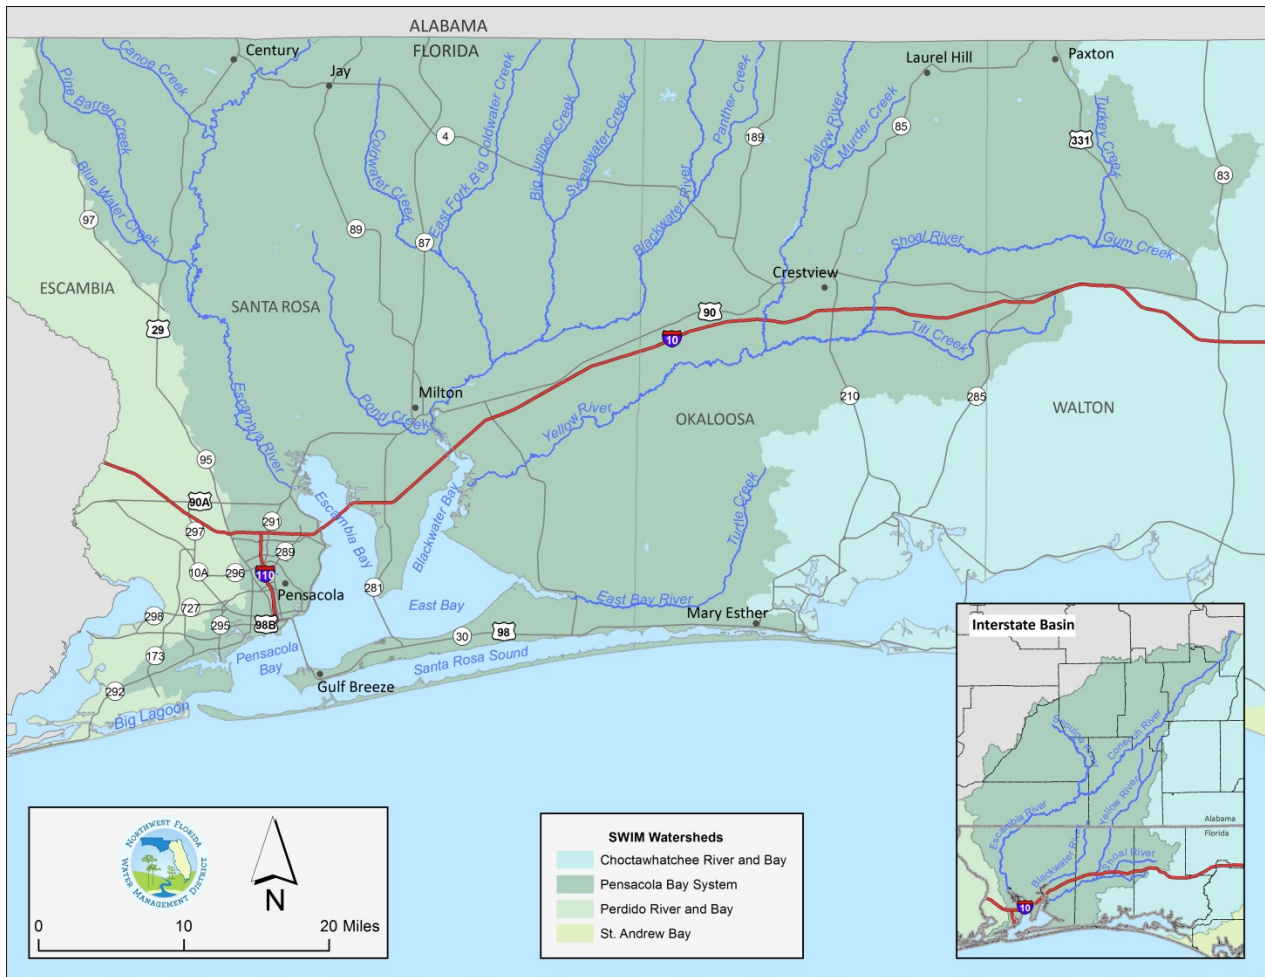 ALABAMA
FLORIDA
Century
Jay
Laurel Hill
Paxton
Canoe Creek
Pine Barren Creek
Blue Water Creek
Coldwater Creek
East Fork Big Coldwater Creek
Big Juniper Creek
Sweetwater Creek
Blackwater River
Panther Creek
Yellow River
Murder Creek
Turkey Creek
4
189
85
331
83
97
89
87
Shoal River
Gum Creek
Crestview
ESCAMBIA
SANTA ROSA
29
90
10
Titi Creek
Milton
Pond Creek
Yellow River
OKALOOSA
210
285
WALTON
Escambia River
95
90A
291
297
289
10A
296
110
Pensacola
Escambia Bay
Blackwater Bay
Turtle Creek
281
East Bay
East Bay River
Mary Esther
298
727
295
98B
30
98
173
Pensacola
Bay
Santa Rosa Sound
292
Gulf Breeze
Big Lagoon
Interstate Basin
Sepulga River
Conecuh River
Escambia River
Yellow River
Blackwater River
Shoal River
Alabama
Florida
10
NORTHWEST FLORIDA
WATER MANAGEMENT DISTRICT
N
0 10 20 Miles
SWIM Watersheds
Choctawhatchee River and Bay
Pensacola Bay System
Perdido River and Bay
St. Andrew Bay